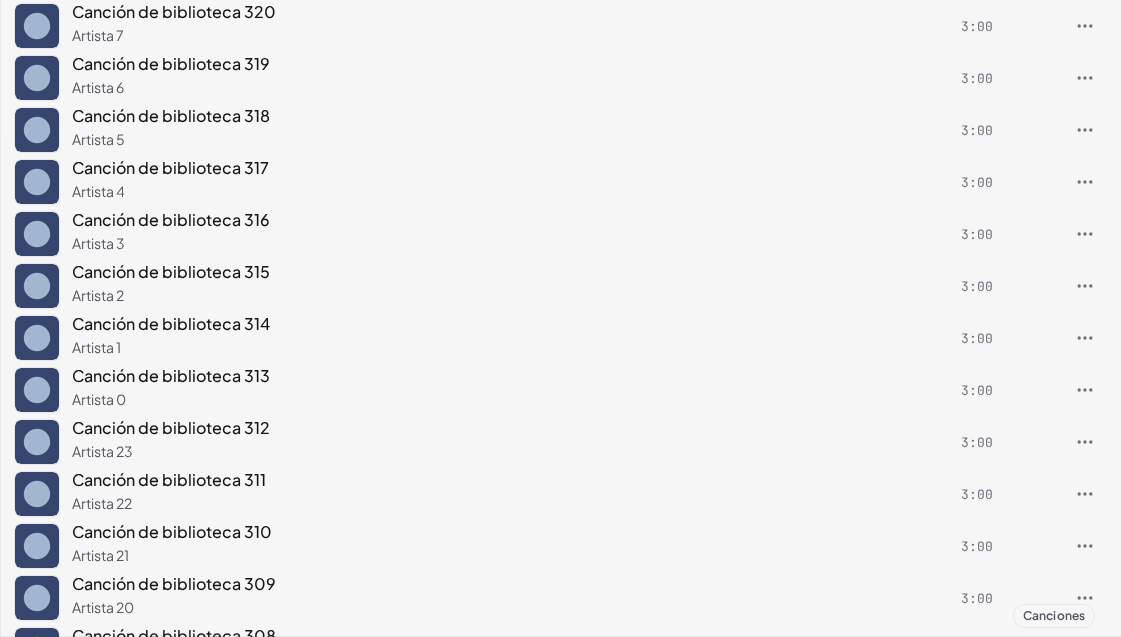 Canción de biblioteca 320
Artista 7
3:00
Canción de biblioteca 319
Artista 6
3:00
Canción de biblioteca 318
Artista 5
3:00
Canción de biblioteca 317
Artista 4
3:00
Canción de biblioteca 316
Artista 3
3:00
Canción de biblioteca 315
Artista 2
3:00
Canción de biblioteca 314
Artista 1
3:00
Canción de biblioteca 313
Artista 0
3:00
Canción de biblioteca 312
Artista 23
3:00
Canción de biblioteca 311
Artista 22
3:00
Canción de biblioteca 310
Artista 21
3:00
Canción de biblioteca 309
Artista 20
3:00
Canciones
Canción de biblioteca 308